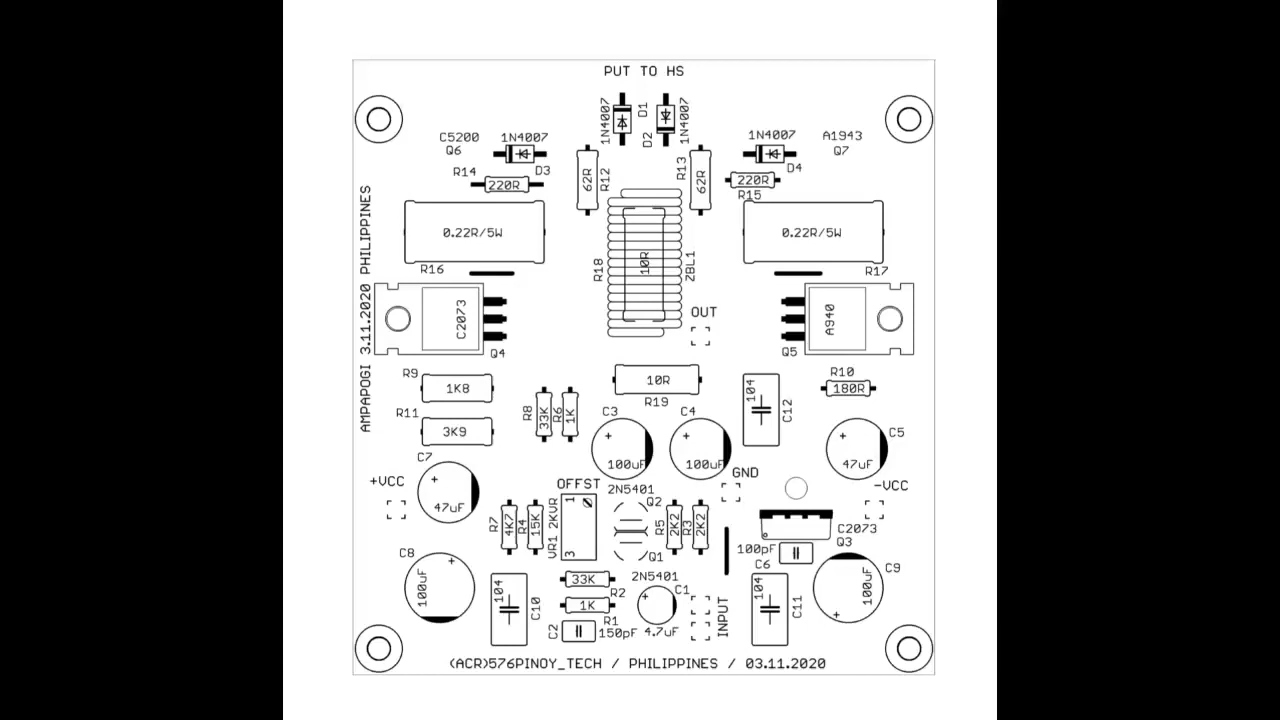 PUT TO HS
1N4007
D1
D2
1N4007
C5200
Q6
1N4007
D3
1N4007
D4
A1943
Q7
R14
220R
62R
R12
R13
62R
220R
R15
0.22R/5W
R16
R18
10R
ZBL1
0.22R/5W
R17
AMPAPOGI 3.11.2020 PHILIPPINES
C2073
Q4
OUT
A940
Q5
R9
1K8
R11
3K9
R8
33K
R6
1K
10R
R19
C3
+
100uF
C4
+
100uF
104
C12
R10
180R
+
47uF
C5
C7
+
47uF
+VCC
OFFST
2N5401
Q2
GND
-VCC
R7
4K7
R4
15K
VR1 2KVR
1
3
Q1
2N5401
R5
2K2
R3
2K2
C2073
Q3
100pF
C6
C8
+
100uF
104
C10
33K
R2
1K
R1
C2
150pF
+
C1
4.7uF
INPUT
104
C11
100uF
+
C9
(ACR)576PINOY_TECH / PHILIPPINES / 03.11.2020